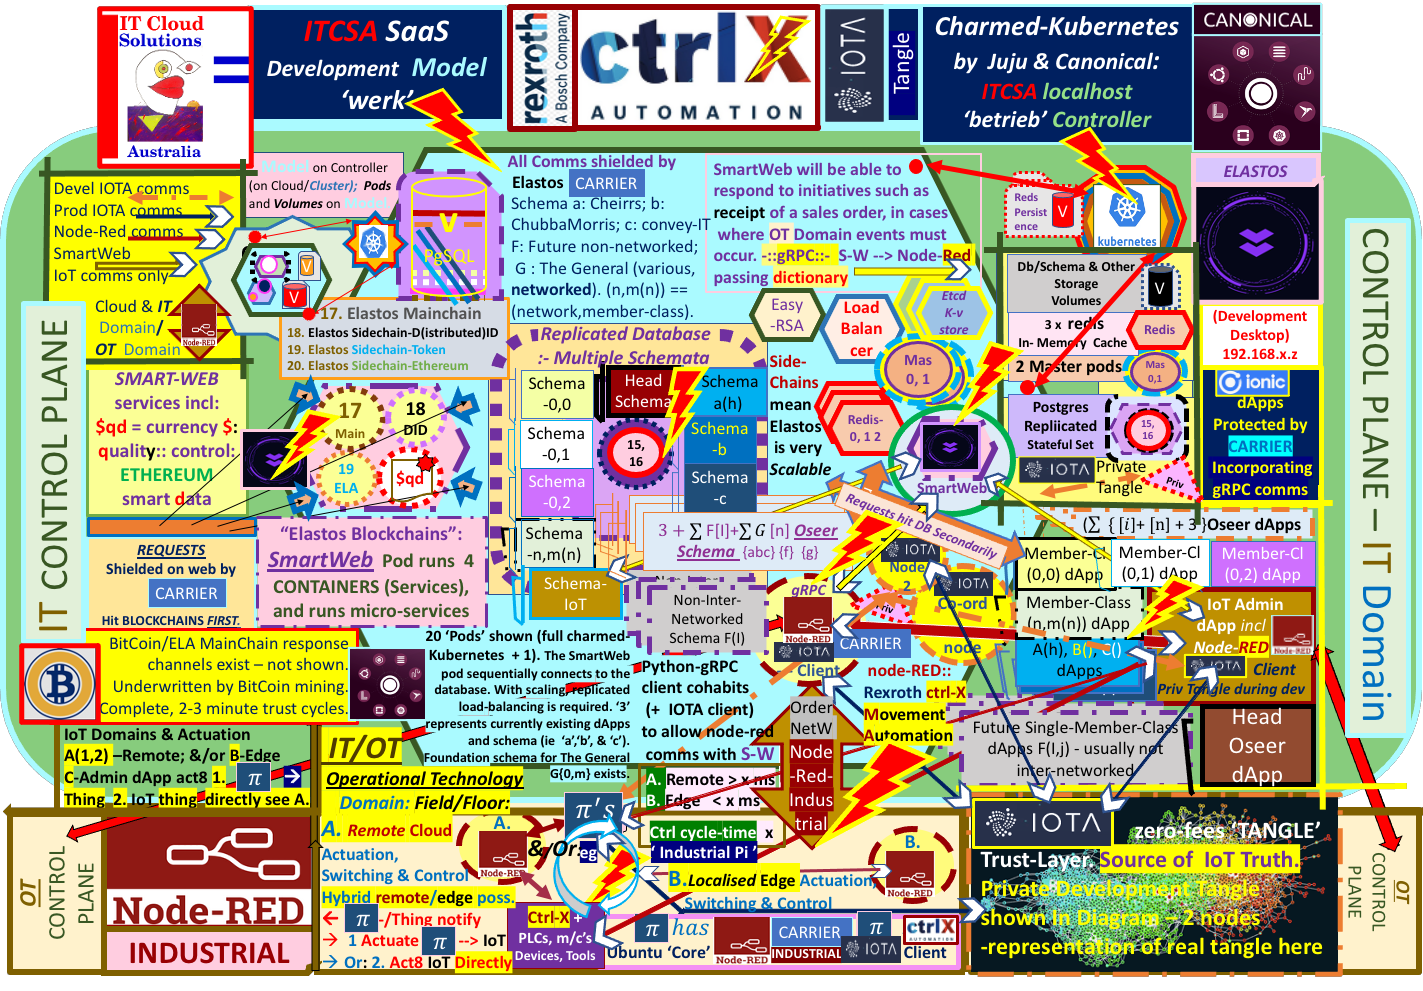 IT Cloud
Solutions
Australia
ITCSA SaaS
Development Model
‘werk’
rexroth
A Bosch Company
ctrlX
AUTOMATION
IOTA
Tangle
Charmed-Kubernetes
by Juju & Canonical:
ITCSA localhost
‘betrieb’ Controller
CANONICAL
Devel IOTA comms
Prod IOTA comms
Node-Red comms
SmartWeb
IoT comms only
Cloud & IT
Domain/
OT Domain
Node-RED
Model on Controller
(on Cloud/Cluster); Pods
and Volumes on Model
V
V
V
PgSQL
All Comms shielded by
Elastos CARRIER
Schema a: Cheirrs; b:
ChubbaMorris; c: convey-IT
F: Future non-networked;
G : The General (various,
networked). (n,m(n)) ==
(network,member-class).
SmartWeb will be able to
respond to initiatives such as
receipt of a sales order, in cases
where OT Domain events must
occur. -::gRPC::- S-W --> Node-Red
passing dictionary
Reds
Persist
ence
V
kubernetes
ELASTOS
17. Elastos Mainchain
18. Elastos Sidechain-D(istributed)ID
19. Elastos Sidechain-Token
20. Elastos Sidechain-Ethereum
Easy
-RSA
Load
Balan
cer
Etcd
K-v
store
Mas
0, 1
Redis-
0, 1 2
Side-
Chains
mean
Elastos
is very
Scalable
SmartWeb
Db/Schema & Other
Storage
Volumes
V
3 x redis
In- Memory Cache
Redis
2 Master pods
Mas
0,1
Postgres
Repliicated
Stateful Set
15,
16
IOTA Private
Tangle
Priv
(Development
Desktop)
192.168.x.z
ionic
dApps
Protected by
CARRIER
Incorporating
gRPC comms
IT CONTROL PLANE
CONTROL PLANE – IT Domain
SMART-WEB
services incl:
$qd = currency $:
quality:: control:
ETHEREUM
smart data
17
Main
18
DID
19
ELA
$qd
REQUESTS
Shielded on web by
CARRIER
Hit BLOCKCHAINS FIRST.
“Elastos Blockchains”:
SmartWeb Pod runs 4
CONTAINERS (Services),
and runs micro-services
Replicated Database
:- Multiple Schemata
Schema
-0,0
Schema
-0,1
Schema
-0,2
Schema
-n,m(n)
Schema-
IoT
Head
Schema
15,
16
Schema
a(h)
Schema
-b
Schema
-c
3 + ∑ F[I]+∑G [n] Oseer
Schema {abc} {f} {g}
Requests hit DB Secondarily
Non-Inter-
Networked
Schema F(I)
gRPC
Node-RED
IOTA
Client
Priv
CARRIER
IOTA
Node
2
IOTA
Co-ord
node
(∑ { [i]+ [n] + 3 }Oseer dApps
Member-Cl
(0,0) dApp
Member-Cl
(0,1) dApp
Member-Cl
(0,2) dApp
Member-Class
(n,m(n)) dApp
A(h), B(), C()
dApps
IoT Admin
dApp incl
Node-RED
Node-RED
IOTA Client
Priv Tangle during dev
BitCoin/ELA MainChain response
channels exist – not shown.
Underwritten by BitCoin mining.
Complete, 2-3 minute trust cycles.
20 ‘Pods’ shown (full charmed-
Kubernetes + 1). The SmartWeb
pod sequentially connects to the
database. With scaling, replicated
load-balancing is required. ‘3’
represents currently existing dApps
and schema (ie ‘a’,’b’, & ‘c’).
Foundation schema for The General
G{0,m} exists.
Python-gRPC
client cohabits
(+ IOTA client)
to allow node-red
comms with S-W
node-RED::
Rexroth ctrl-X
Movement
Automation
Future Single-Member-Class
dApps F(I,j) - usually not
inter-networked
Head
Oseer
dApp
IoT Domains & Actuation
A(1,2) –Remote; &/or B-Edge
C-Admin dApp act8 1. π →
Thing 2. IoT thing directly see A.
IT/OT
Operational Technology
Domain: Field/Floor:
A. Remote Cloud
Actuation,
Switching & Control
Hybrid remote/edge poss.
← π -/Thing notify
→ 1 Actuate π --> IoT
→ Or: 2. Act8 IoT Directly
A. Remote > x ms
B. Edge < x ms
Order
NetW
Node
-Red-
Indus
trial
Ctrl cycle-time x
‘ Industrial Pi ’
A.
Node-RED
& Or:
eg
π's
B.
Node-RED
B.Localised Edge Actuation,
Switching & Control
Ctrl-X +
PLCs, m/c’s
Devices, Tools
π has
Ubuntu ‘Core’
Node-RED
CARRIER
INDUSTRIAL
π
IOTA
ctrlX
AUTOMATION
Client
OT
CONTROL
PLANE
Node-RED
INDUSTRIAL
IOTA
zero-fees ‘TANGLE’
Trust-Layer. Source of IoT Truth.
Private Development Tangle
shown in Diagram – 2 nodes
-representation of real tangle here
OT
CONTROL
PLANE